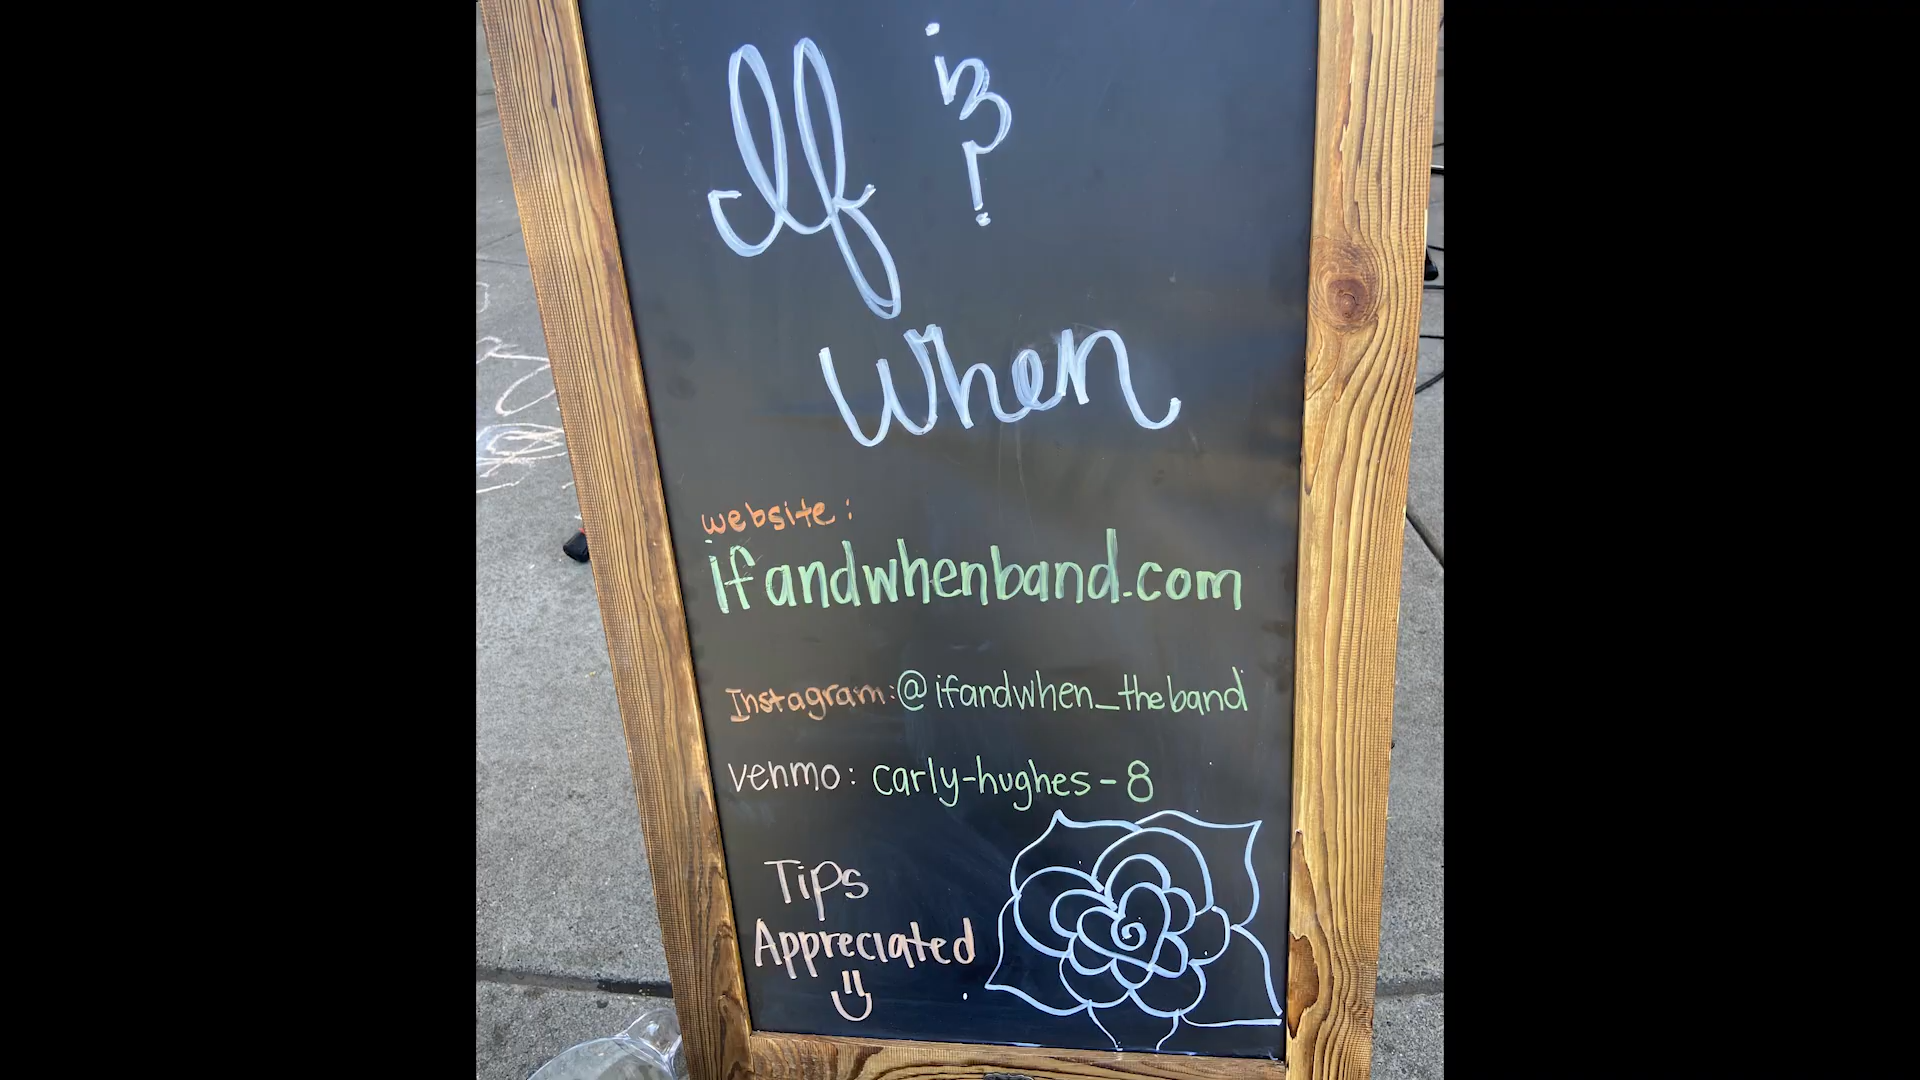 If &
When
website:
ifandwhenband.com
Instagram:@ifandwhen_theband
venmo: carly-hughes-8
Tips
Appreciated